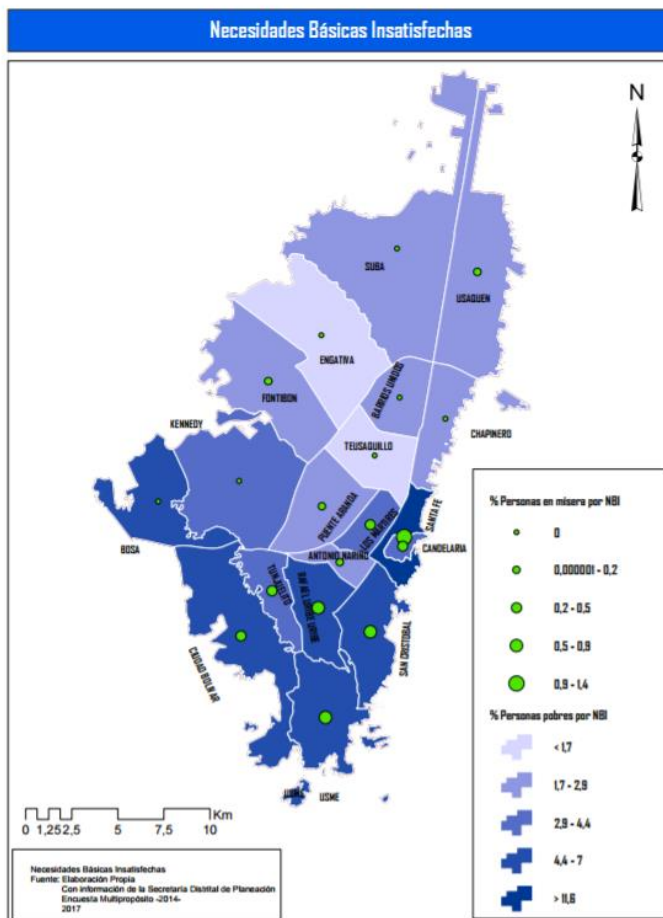 Necesidades Básicas Insatisfechas
N
SUBA
USAQUEN
ENGATIVA
BARRIOS UNIDOS
FONTIBON
CHAPINERO
KENNEDY
TEUSAQUILLO
PUENTE ARANDA
LOS MARTIRES
SANTA FE
BOSA
ANTONIO NARIÑO
CANDELARIA
TUNJUELITO
RAFAEL URIBE URIBE
CIUDAD BOLIVAR
SAN CRISTOBAL
USME
USME
Km
0 1,25 2,5 5 7,5 10
% Personas en misera por NBI
0
0,000001 - 0,2
0,2 - 0,5
0,5 - 0,9
0,9 - 1,4
% Personas pobres por NBI
< 1,7
1,7 - 2,9
2,9 - 4,4
4,4 - 7
> 11,6
Necesidades Básicas Insatisfechas
Fuente: Elaboración Propia
Con información de la Secretaria Distrital de Planeación
Encuesta Multipropósito -2014-
2017